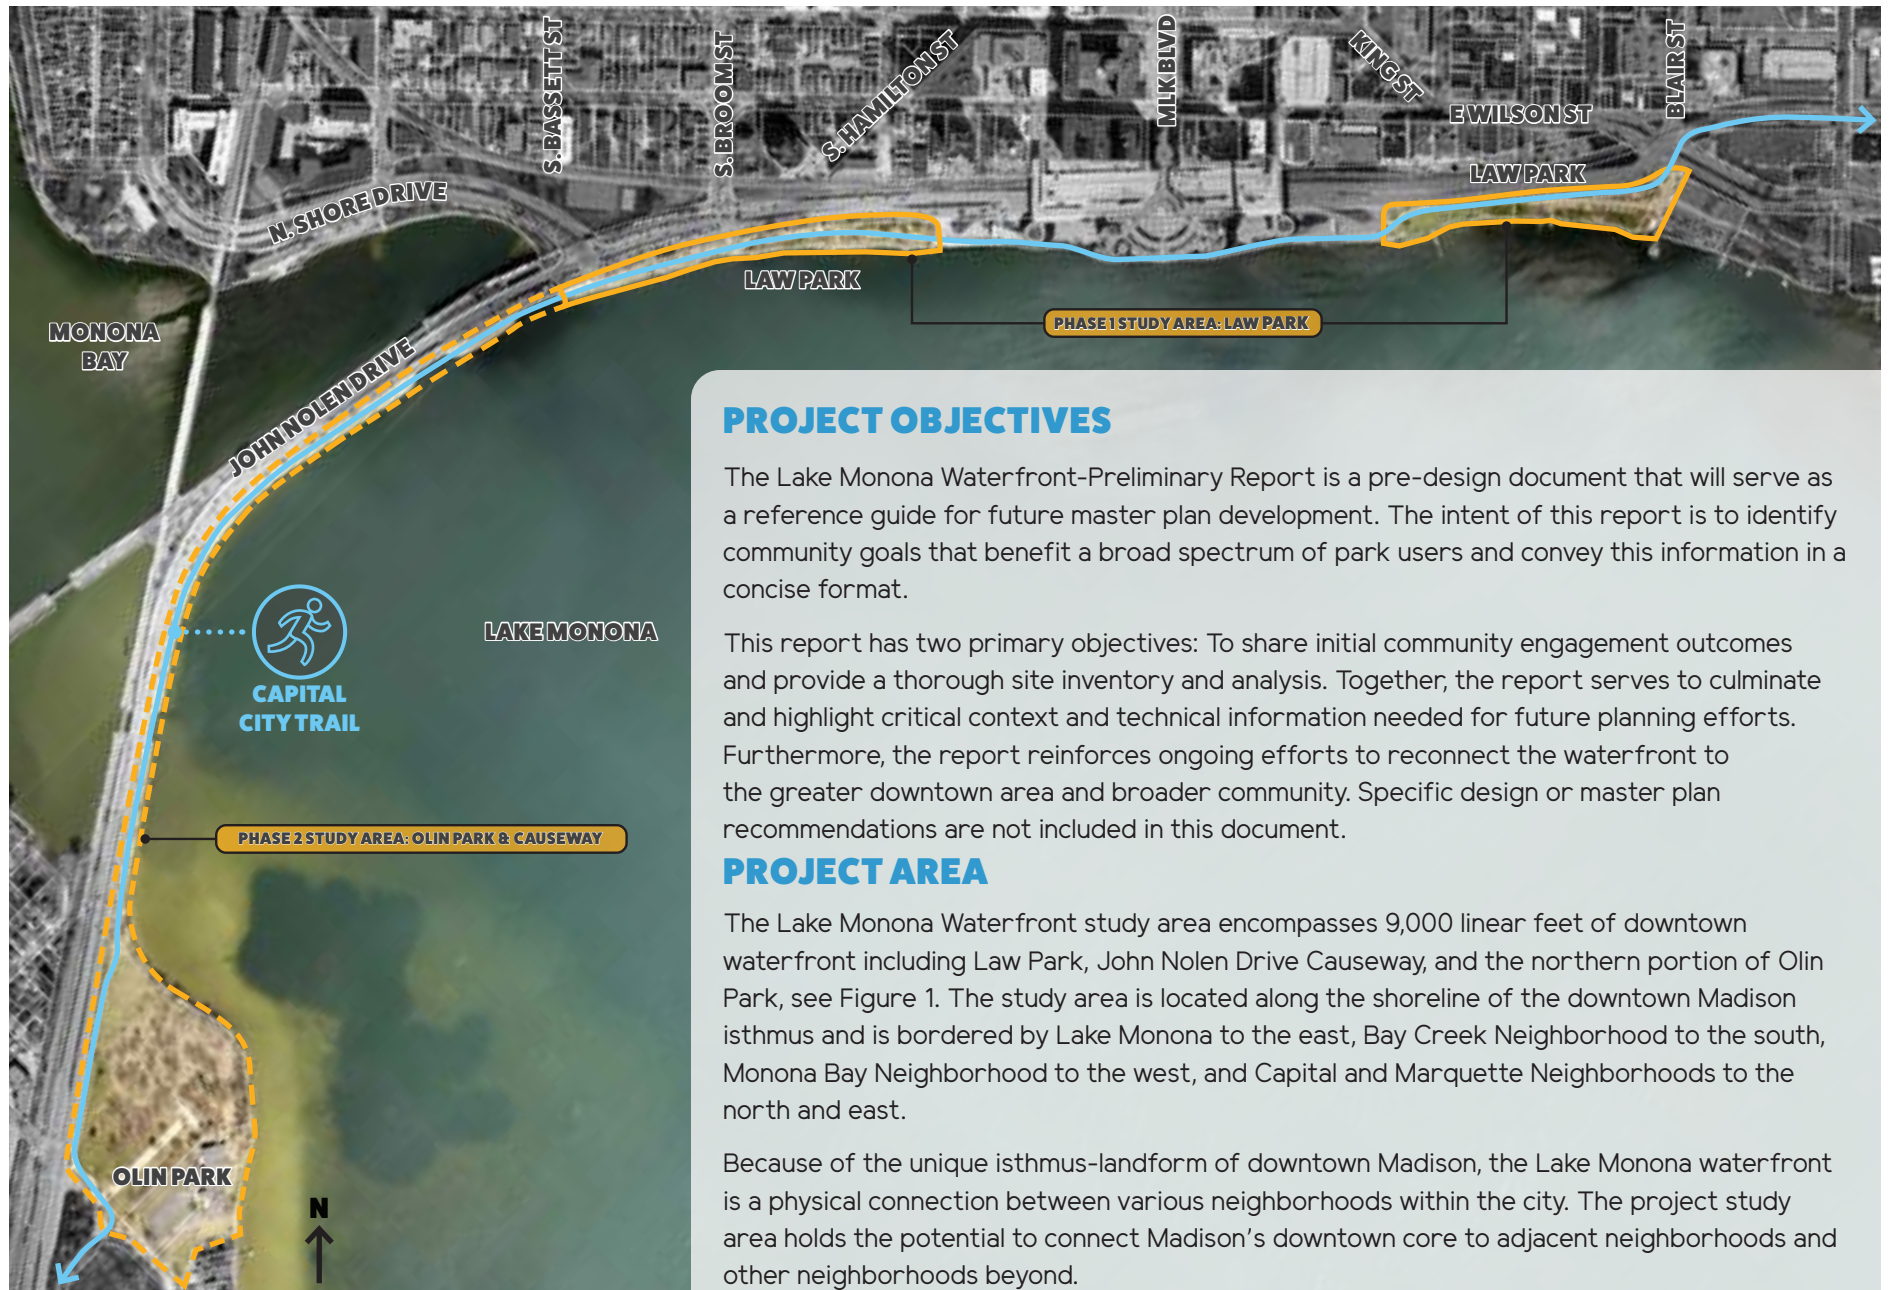 S. BASSETT ST
S. BROOM ST
S. HAMILTON ST
MLK BLVD
KING ST
E WILSON ST
BLAIR ST
N. SHORE DRIVE
LAW PARK
LAW PARK
PHASE 1 STUDY AREA: LAW PARK
MONONA
BAY
JOHN NOLEN DRIVE
LAKE MONONA
CAPITAL
CITY TRAIL
PHASE 2 STUDY AREA: OLIN PARK & CAUSEWAY
OLIN PARK
N
PROJECT OBJECTIVES
The Lake Monona Waterfront-Preliminary Report is a pre-design document that will serve as
a reference guide for future master plan development. The intent of this report is to identify
community goals that benefit a broad spectrum of park users and convey this information in a
concise format.
This report has two primary objectives: To share initial community engagement outcomes
and provide a thorough site inventory and analysis. Together, the report serves to culminate
and highlight critical context and technical information needed for future planning efforts.
Furthermore, the report reinforces ongoing efforts to reconnect the waterfront to
the greater downtown area and broader community. Specific design or master plan
recommendations are not included in this document.
PROJECT AREA
The Lake Monona Waterfront study area encompasses 9,000 linear feet of downtown
waterfront including Law Park, John Nolen Drive Causeway, and the northern portion of Olin
Park, see Figure 1. The study area is located along the shoreline of the downtown Madison
isthmus and is bordered by Lake Monona to the east, Bay Creek Neighborhood to the south,
Monona Bay Neighborhood to the west, and Capital and Marquette Neighborhoods to the
north and east.
Because of the unique isthmus-landform of downtown Madison, the Lake Monona waterfront
is a physical connection between various neighborhoods within the city. The project study
area holds the potential to connect Madison's downtown core to adjacent neighborhoods and
other neighborhoods beyond.